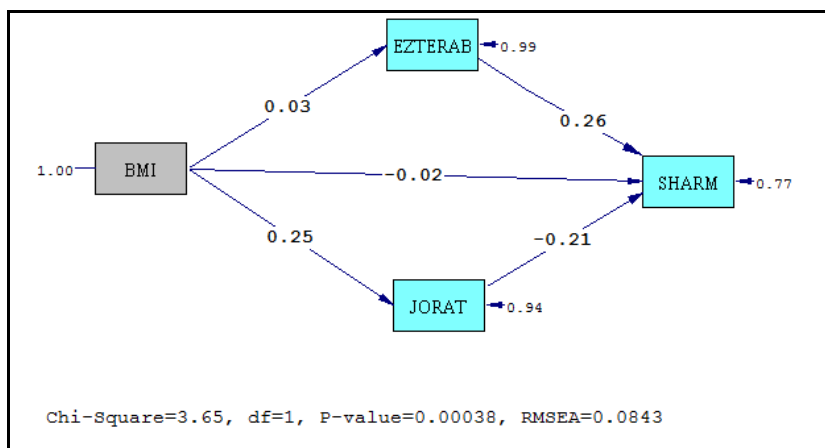 EZTERAB
0.99
0.03
0.26
1.00
BMI
-0.02
SHARM
0.77
0.25
-0.21
JORAT
0.94
Chi-Square=3.65, df=1, P-value=0.00038, RMSEA=0.0843